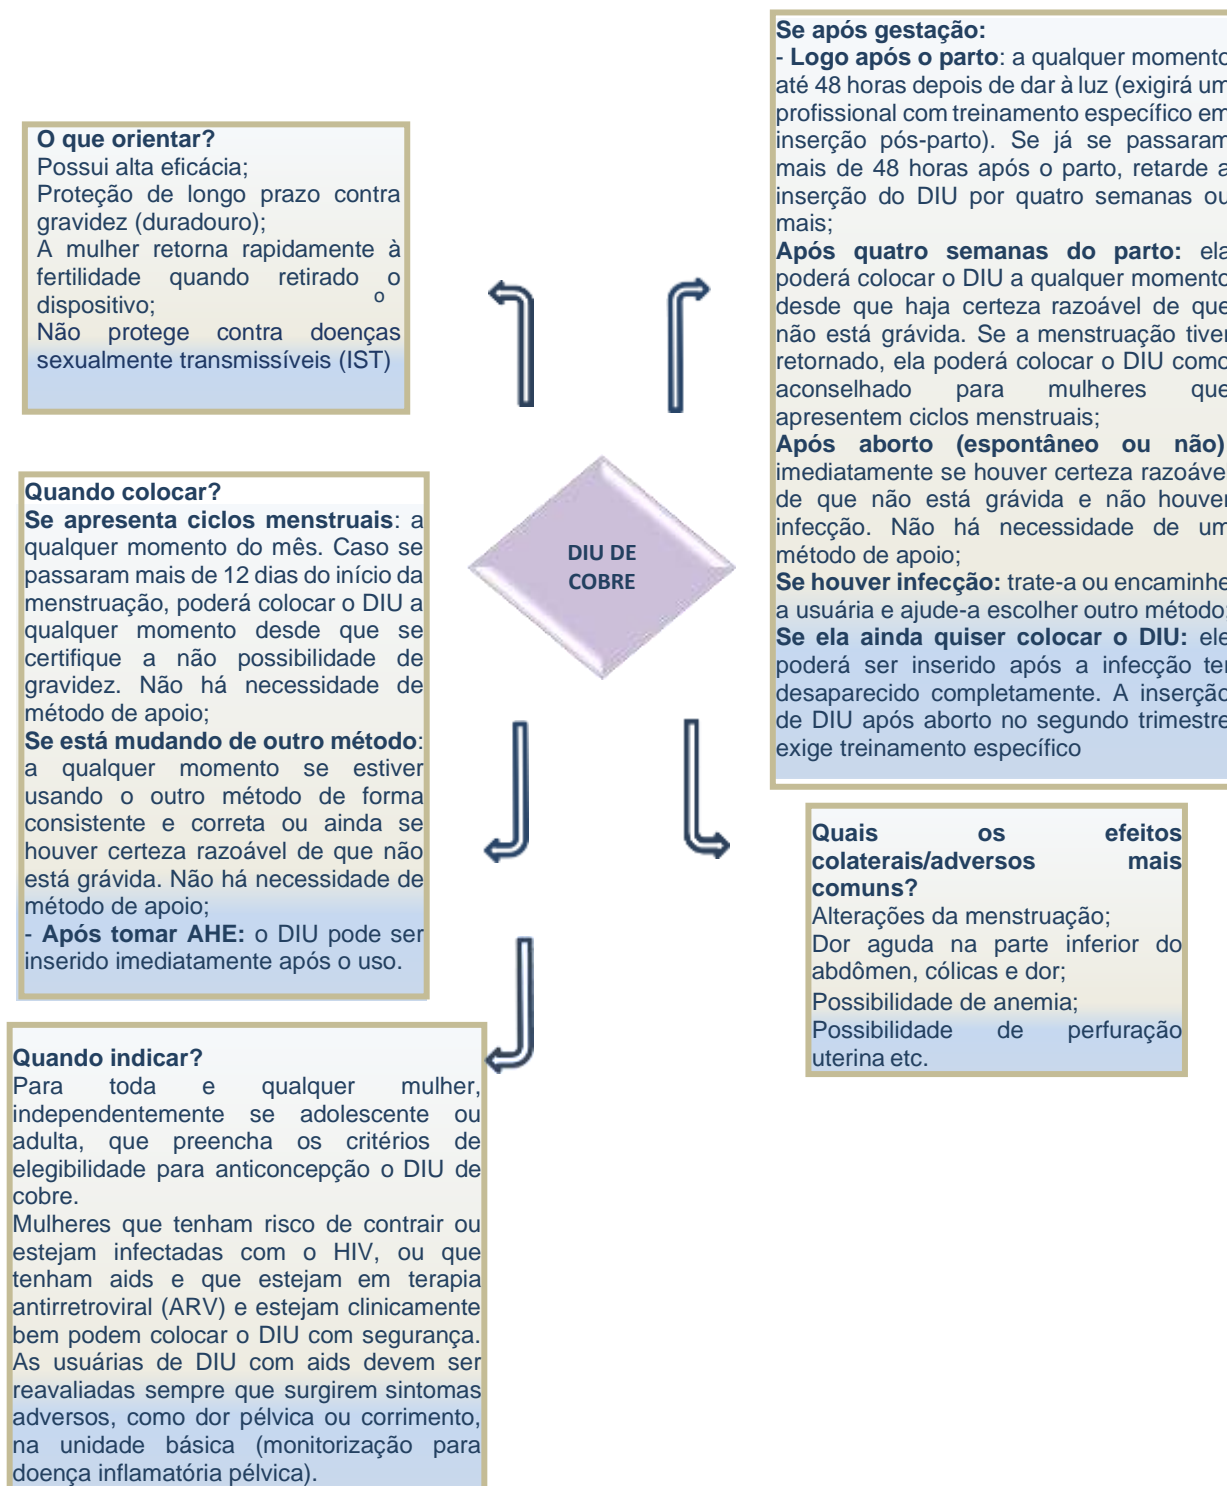 O que orientar?
Possui alta eficácia;
Proteção de longo prazo contra
gravidez (duradouro);
A mulher retorna rapidamente à
fertilidade quando retirado o
dispositivo; o
Não protege contra doenças
sexualmente transmissíveis (IST)
Quando colocar?
Se apresenta ciclos menstruais: a
qualquer momento do mês. Caso se
passaram mais de 12 dias do início da
menstruação, poderá colocar o DIU a
qualquer momento desde que se
certifique a não possibilidade de
gravidez. Não há necessidade de
método de apoio;
Se está mudando de outro método:
a qualquer momento se estiver
usando o outro método de forma
consistente e correta ou ainda se
houver certeza razoável de que não
está grávida. Não há necessidade de
método de apoio;
- Após tomar AHE: o DIU pode ser
inserido imediatamente após o uso.
Quando indicar?
Para toda e qualquer mulher,
independentemente se adolescente ou
adulta, que preencha os critérios de
elegibilidade para anticoncepção o DIU de
cobre.
Mulheres que tenham risco de contrair ou
estejam infectadas com o HIV, ou que
tenham aids e que estejam em terapia
antirretroviral (ARV) e estejam clinicamente
bem podem colocar o DIU com segurança.
As usuárias de DIU com aids devem ser
reavaliadas sempre que surgirem sintomas
adversos, como dor pélvica ou corrimento,
na unidade básica (monitorização para
doença inflamatória pélvica).
DIU DE
COBRE
Se após gestação:
- Logo após o parto: a qualquer momento
até 48 horas depois de dar à luz (exigirá um
profissional com treinamento específico em
inserção pós-parto). Se já se passaram
mais de 48 horas após o parto, retarde a
inserção do DIU por quatro semanas ou
mais;
Após quatro semanas do parto: ela
poderá colocar o DIU a qualquer momento
desde que haja certeza razoável de que
não está grávida. Se a menstruação tiver
retornado, ela poderá colocar o DIU como
aconselhado para mulheres que
apresentem ciclos menstruais;
Após aborto (espontâneo ou não)
imediatamente se houver certeza razoável
de que não está grávida e não houver
infecção. Não há necessidade de um
método de apoio;
Se houver infecção: trate-a ou encaminhe
a usuária e ajude-a escolher outro método;
Se ela ainda quiser colocar o DIU: ele
poderá ser inserido após a infecção ter
desaparecido completamente. A inserção
de DIU após aborto no segundo trimestre
exige treinamento específico
Quais os efeitos
colaterais/adversos mais
comuns?
Alterações da menstruação;
Dor aguda na parte inferior do
abdômen, cólicas e dor;
Possibilidade de anemia;
Possibilidade de perfuração
uterina etc.